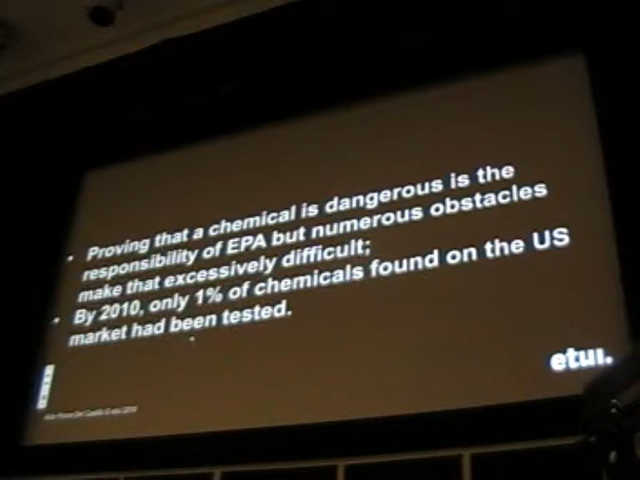 • Proving that a chemical is dangerous is the
responsibility of EPA but numerous obstacles
make that excessively difficult;
• By 2010, only 1% of chemicals found on the US
market had been tested.
etui.